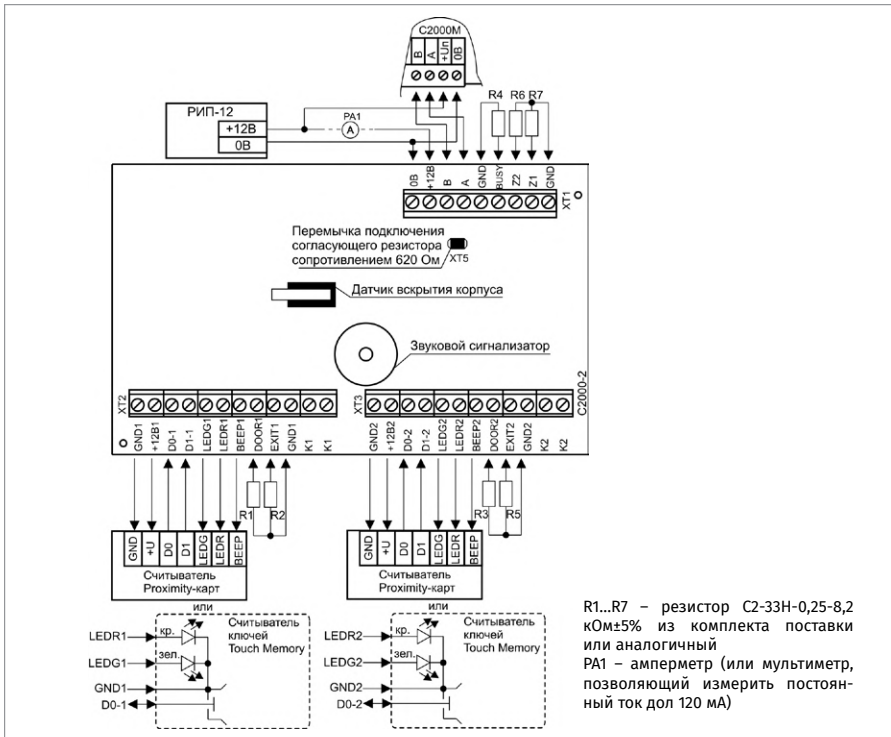 С2000М
B
A
+Uп
0В
R4
R6 R7
РИП-12
+12В
0В
PA1
A
0В
+12В
B
A
GND
BUSY
Z2
Z1
GND
XT1
Перемычка подключения
согласующего резистора
сопротивлением 620 Ом
XT5
Датчик вскрытия корпуса
Звуковой сигнализатор
С2000-2
XT2
GND1
+12В1
D0-1
D1-1
LEDG1
LEDR1
BEEP1
DOOR1
EXIT1
GND1
K1
K1
XT3
GND2
+12В2
D0-2
D1-2
LEDG2
LEDR2
BEEP2
DOOR2
EXIT2
GND2
K2
K2
R1
R2
R3
R5
GND
+U
D0
D1
LEDG
LEDR
BEEP
Считыватель
Proximity-карт
GND
+U
D0
D1
LEDG
LEDR
BEEP
Считыватель
Proximity-карт
или
или
LEDR1
кр.
Считыватель
ключей
Touch Memory
LEDG1
зел.
GND1
D0-1
LEDR2
кр.
Считыватель
ключей
Touch Memory
LEDG2
зел.
GND2
D0-2
R1...R7 – резистор С2-33Н-0,25-8,2
кОм±5% из комплекта поставки
или аналогичный
PA1 – амперметр (или мультиметр,
позволяющий измерить постоян-
ный ток дол 120 мА)